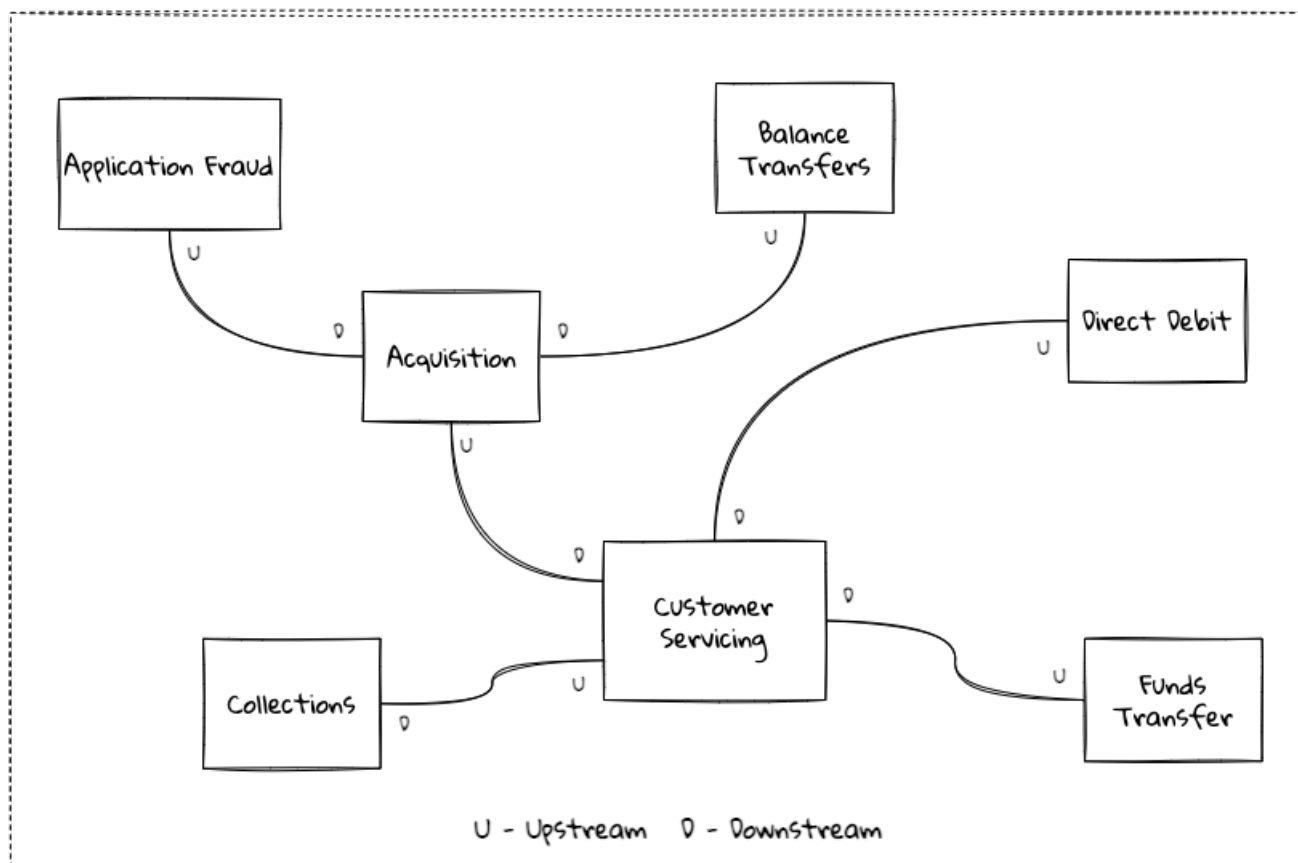 Application Fraud
Balance
Transfers
U
U
Direct Debit
D
D
Acquisition
U
U
D
D
Customer
Servicing
D
U
U
Collections
D
Funds
Transfer
U - Upstream D - Downstream